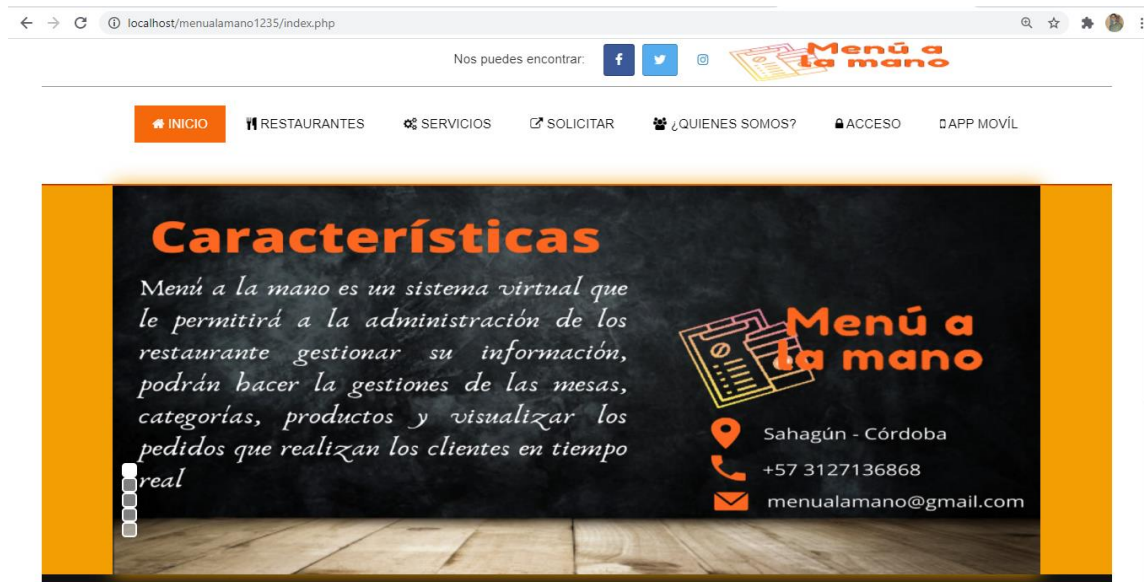 localhost/menualamano1235/index.php
Nos puedes encontrar:
Menú a
la mano
INICIO RESTAURANTES SERVICIOS SOLICITAR ¿QUIENES SOMOS? ACCESO APP MOVÍL
Características
Menú a la mano es un sistema virtual que
le permitirá a la administración de los
restaurante gestionar su información,
podrán hacer la gestiones de las mesas,
categorías, productos y visualizar los
pedidos que realizan los clientes en tiempo
real
Menú a
la mano
Sahagún - Córdoba
+57 3127136868
menualamano@gmail.com